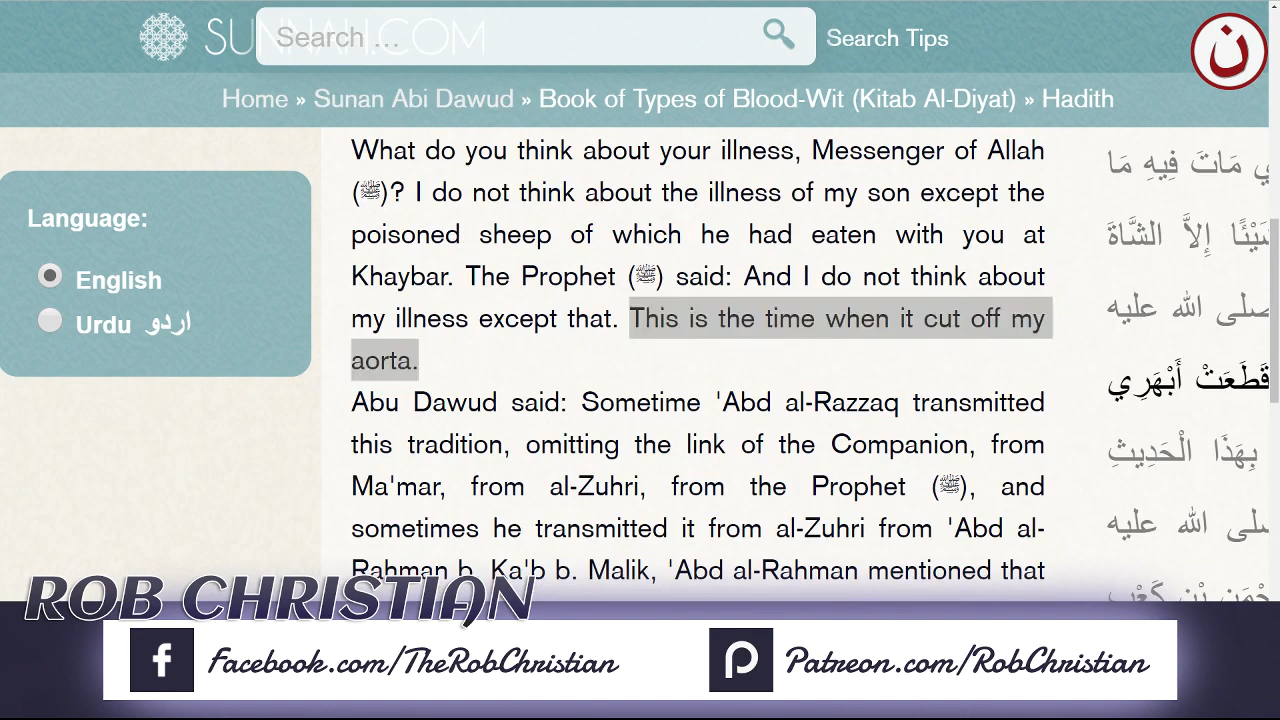 SUNNAH.COM
Search ...
Search Tips
ن
Home » Sunan Abi Dawud » Book of Types of Blood-Wit (Kitab Al-Diyat) » Hadith
Language:
English
Urdu اردو
What do you think about your illness, Messenger of Allah
(ﷺ)? I do not think about the illness of my son except the
poisoned sheep of which he had eaten with you at
Khaybar. The Prophet (ﷺ) said: And I do not think about
my illness except that. This is the time when it cut off my
aorta.
Abu Dawud said: Sometime 'Abd al-Razzaq transmitted
this tradition, omitting the link of the Companion, from
Ma'mar, from al-Zuhri, from the Prophet (ﷺ), and
sometimes he transmitted it from al-Zuhri from 'Abd al-
Rahman b. Ka'b b. Malik, 'Abd al-Rahman mentioned that
مَاتَ فِيهِ مَا
إِلاَّ الشَّاةَ
الله عليه
قَطَعَتْ أَبْهَرِي
بِهَذَا الْحَدِيثِ
الله عليه
بْنِ كَعْبِ
ROB CHRISTIAN
Facebook.com/TheRobChristian
Patreon.com/RobChristian